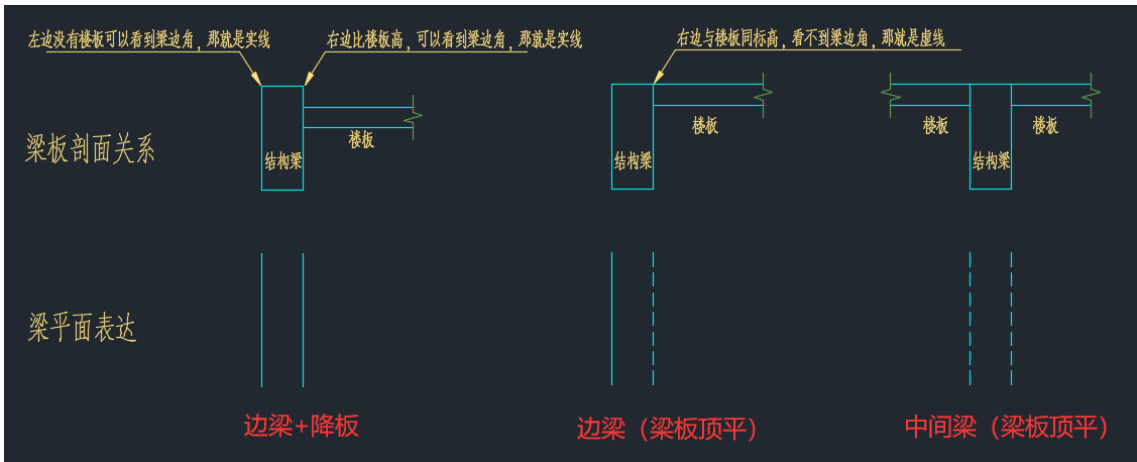 左边没有楼板可以看到梁边角，那就是实线
右边比楼板高，可以看到梁边角，那就是实线
右边与楼板同标高，看不到梁边角，那就是虚线
梁板剖面关系
结构梁
楼板
结构梁
楼板
楼板
结构梁
楼板
梁平面表达
边梁+降板
边梁（梁板顶平）
中间梁（梁板顶平）